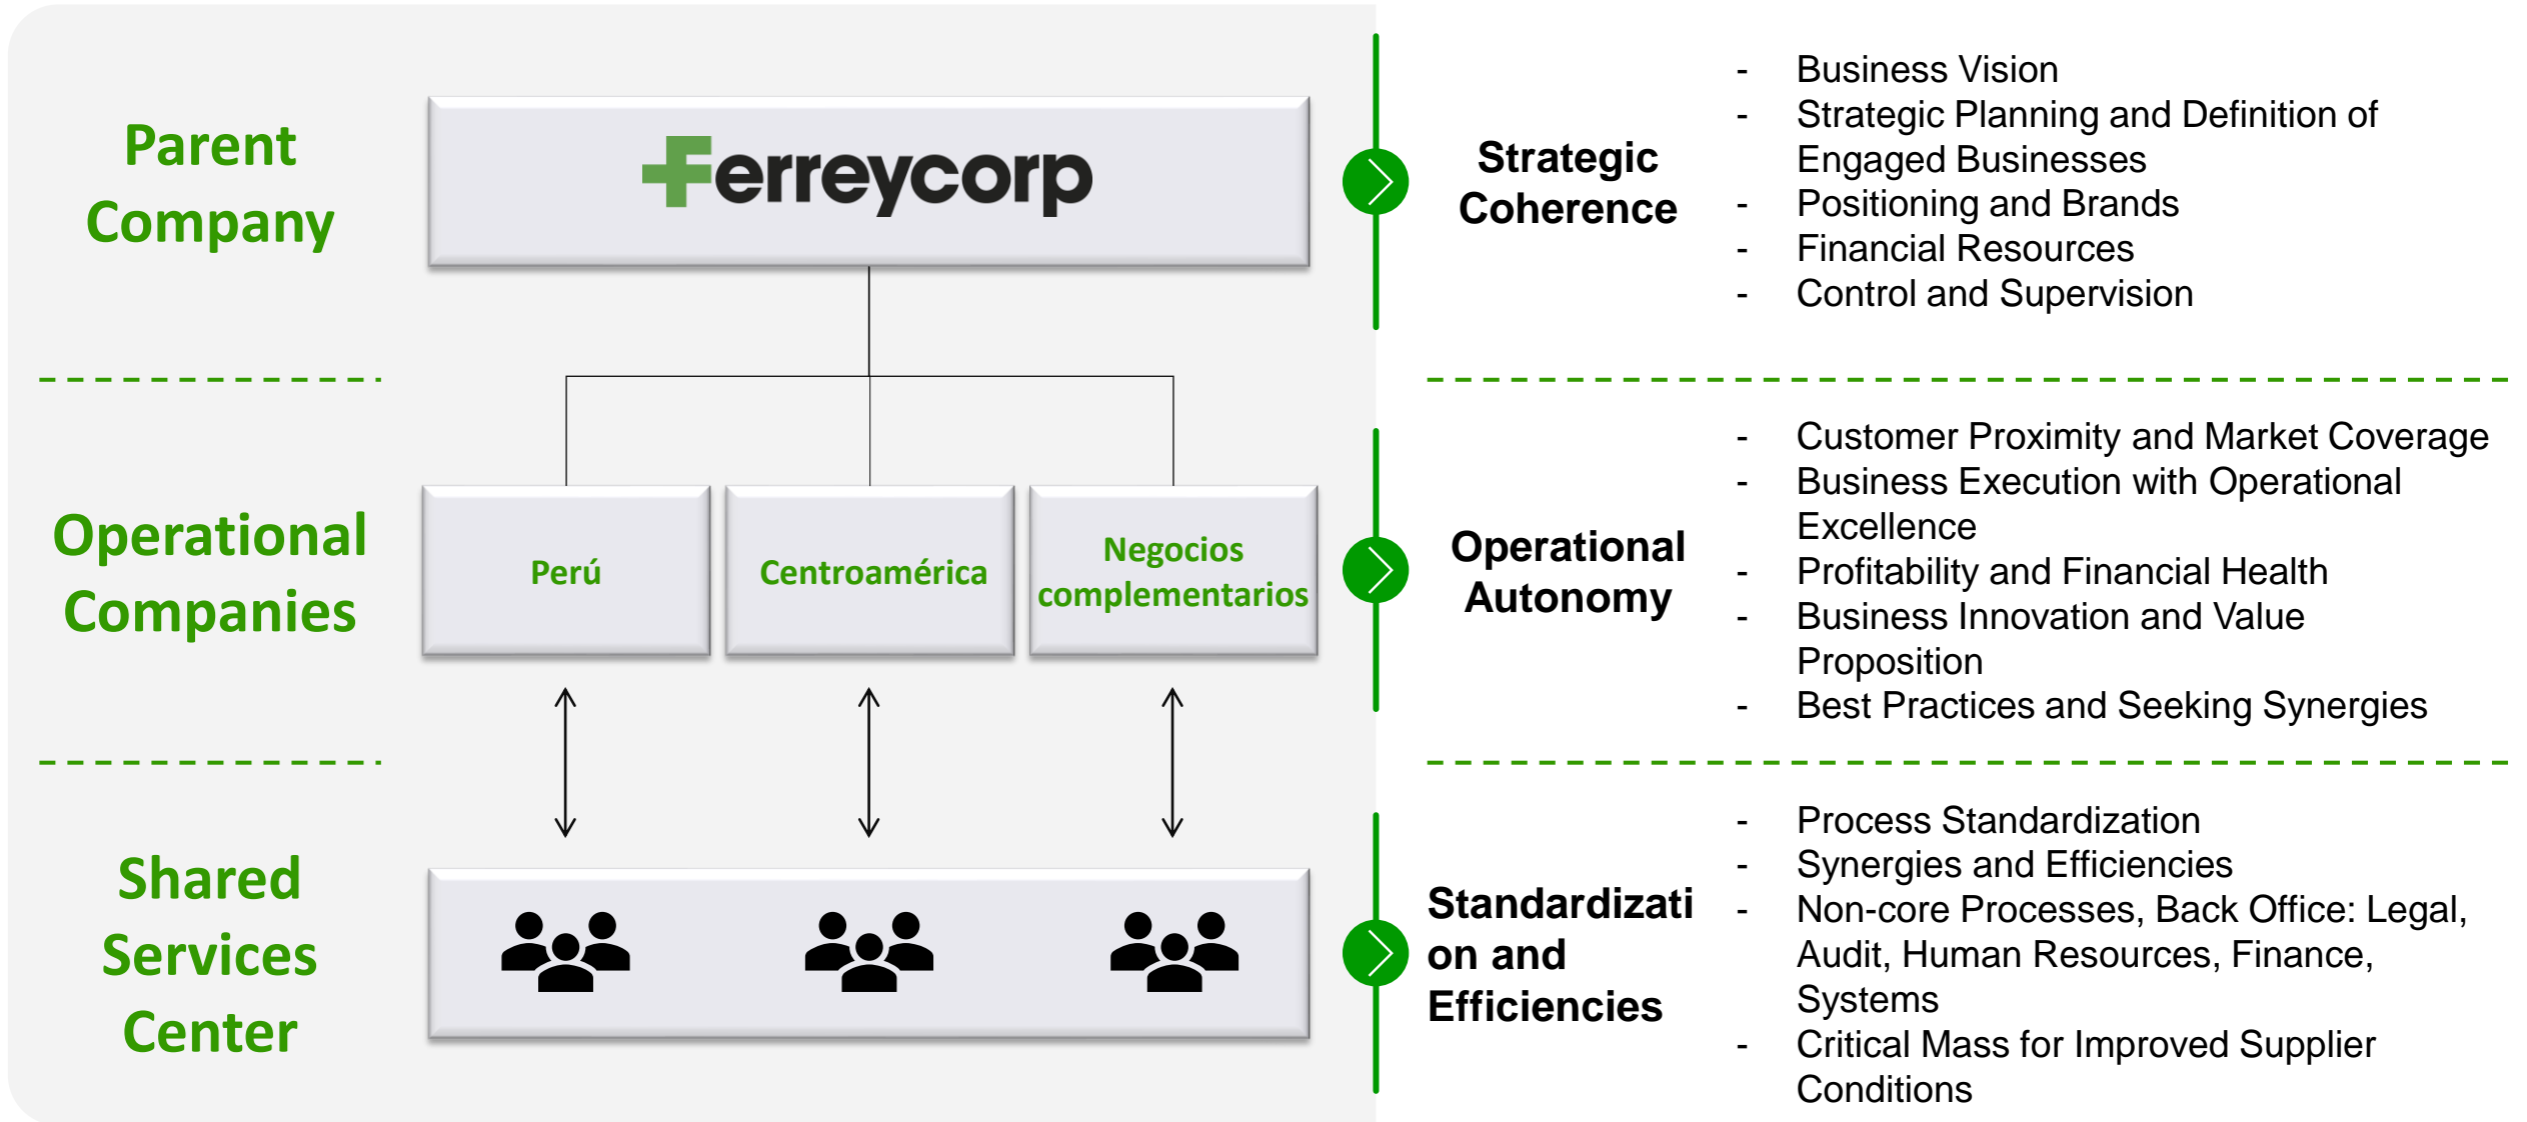 Parent
Company
Ferreycorp
Strategic
Coherence
- Business Vision
- Strategic Planning and Definition of
Engaged Businesses
- Positioning and Brands
- Financial Resources
- Control and Supervision
Operational
Companies
Perú
Centroamérica
Negocios
complementarios
Operational
Autonomy
- Customer Proximity and Market Coverage
- Business Execution with Operational
Excellence
- Profitability and Financial Health
- Business Innovation and Value
Proposition
- Best Practices and Seeking Synergies
Shared
Services
Center
Standardizati
on and
Efficiencies
- Process Standardization
- Synergies and Efficiencies
- Non-core Processes, Back Office: Legal,
Audit, Human Resources, Finance,
Systems
- Critical Mass for Improved Supplier
Conditions